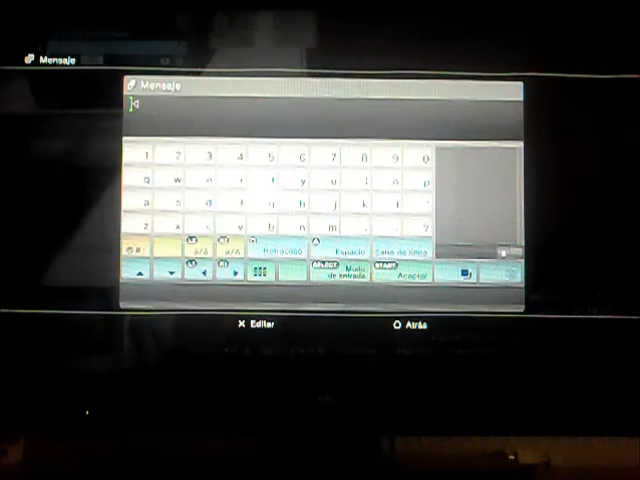 Mensaje
Mensaje
1 2 3 4 5 6 7 8 9 0
q w e r t y u i o p
a s d f g h j k l
z x c v b n m , . ?
@#: a/A Retroceso Espacio Salto de línea
SELECT Modo de entrada START Aceptar
X Editar O Atrás